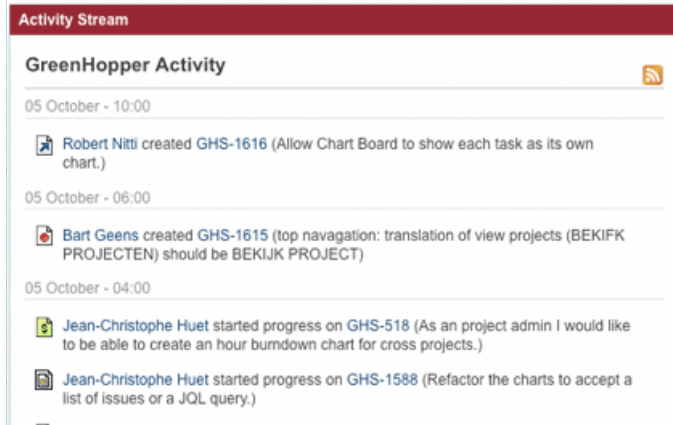 Activity Stream
GreenHopper Activity
05 October - 10:00
Robert Nitti created GHS-1616 (Allow Chart Board to show each task as its own
chart.)
05 October - 06:00
Bart Geens created GHS-1615 (top navagation: translation of view projects (BEKIFK
PROJECTEN) should be BEKIJK PROJECT)
05 October - 04:00
Jean-Christophe Huet started progress on GHS-518 (As an project admin I would like
to be able to create an hour burndown chart for cross projects.)
Jean-Christophe Huet started progress on GHS-1588 (Refactor the charts to accept a
list of issues or a JQL query.)